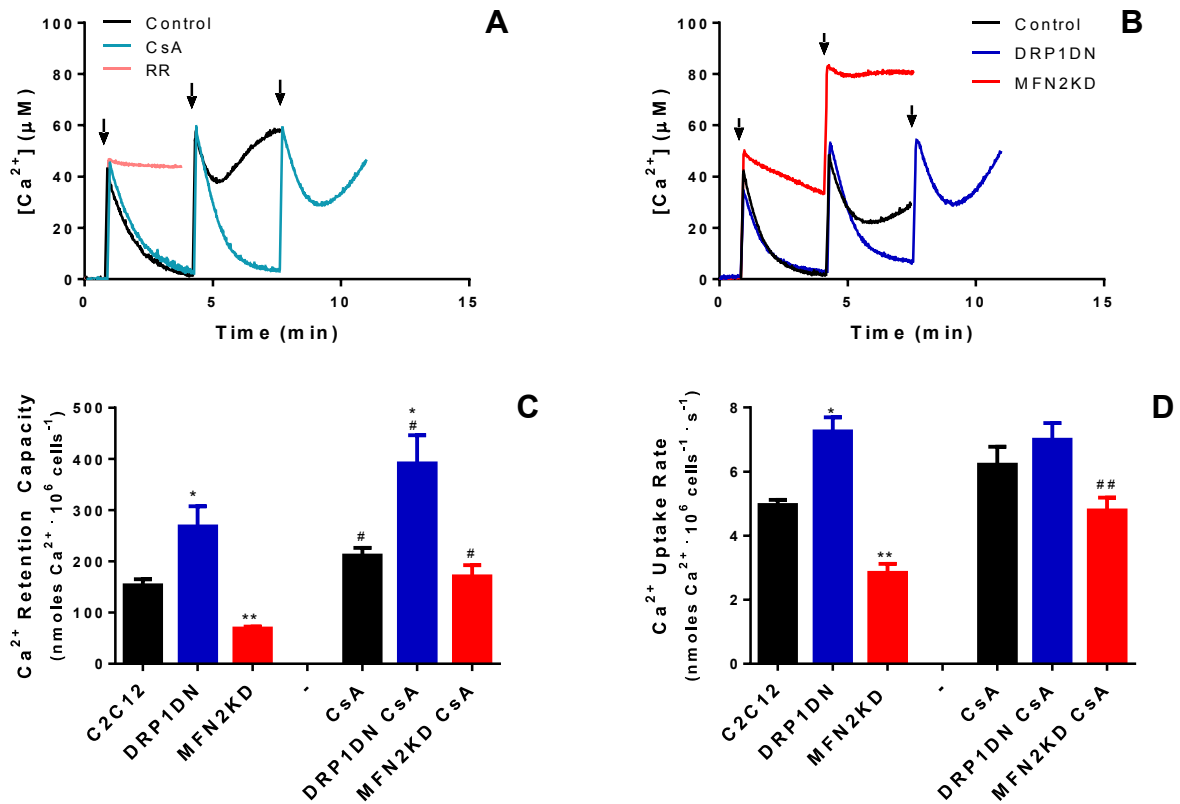 A
Control
CsA
RR
[Ca²⁺] (µM)
100
80
60
40
20
0
0
5
10
15
Time (min)
B
Control
DRP1DN
MFN2KD
[Ca²⁺] (µM)
100
80
60
40
20
0
0
5
10
15
Time (min)
C
Ca²⁺ Retention Capacity
(nmoles Ca²⁺ · 10⁶ cells⁻¹)
500
400
300
200
100
0
*
**
#
*
#
#
C2C12
DRP1DN
MFN2KD
-
CsA
DRP1DN CsA
MFN2KD CsA
D
Ca²⁺ Uptake Rate
(nmoles Ca²⁺ · 10⁶ cells⁻¹ · s⁻¹)
8
6
4
2
0
*
**
##
C2C12
DRP1DN
MFN2KD
-
CsA
DRP1DN CsA
MFN2KD CsA